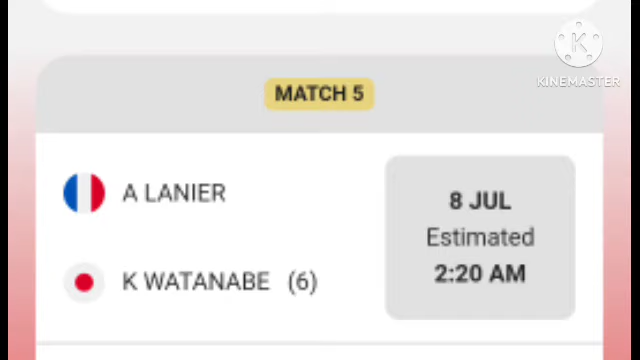 K
KINEMASTER
MATCH 5
A LANIER
K WATANABE (6)
8 JUL
Estimated
2:20 AM